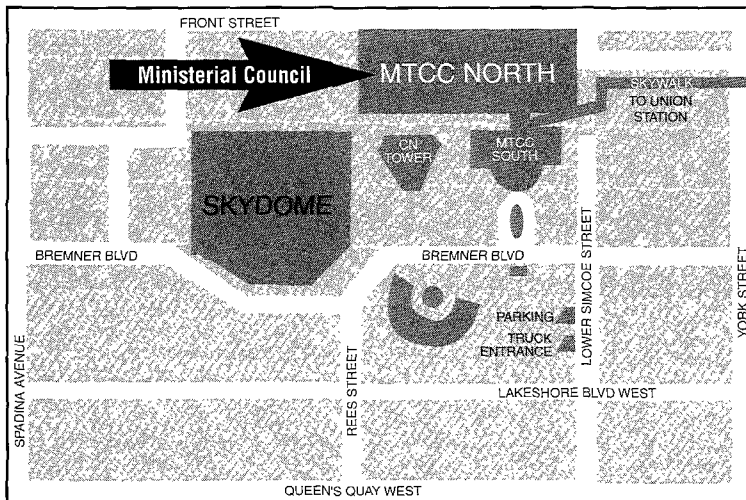 FRONT STREET
Ministerial Council
MTCC NORTH
SKYWALK
TO UNION
STATION
CN
TOWER
MTCC
SOUTH
SKYDOME
BREMNER BLVD
BREMNER BLVD
LOWER SIMCOE STREET
YORK STREET
PARKING
TRUCK
ENTRANCE
SPADINA AVENUE
REES STREET
LAKESHORE BLVD WEST
QUEEN'S QUAY WEST